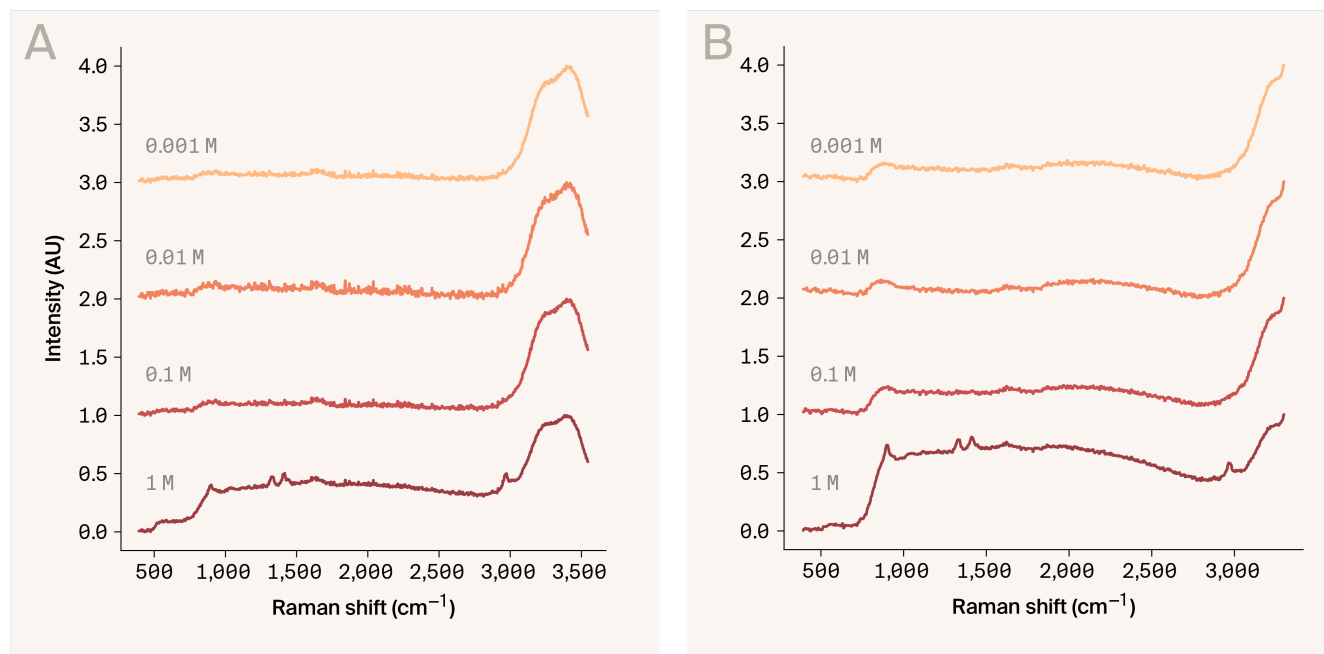 A
4.0
3.5
0.001 M
3.0
2.5
0.01 M
2.0
1.5
0.1 M
1.0
0.5
1 M
0.0
Intensity (AU)
500 1,000 1,500 2,000 2,500 3,000 3,500
Raman shift (cm⁻¹)
B
4.0
3.5
0.001 M
3.0
2.5
0.01 M
2.0
1.5
0.1 M
1.0
0.5
1 M
0.0
500 1,000 1,500 2,000 2,500 3,000
Raman shift (cm⁻¹)